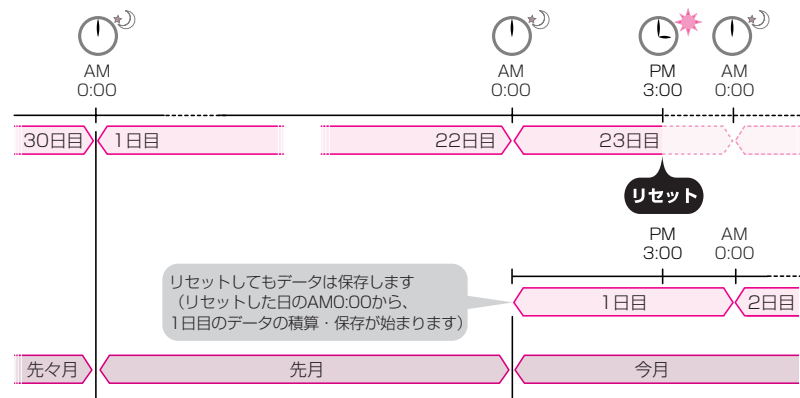 AM
0:00
AM
0:00
PM
3:00
AM
0:00
30日目
1日目
22日目
23日目
リセット
PM
3:00
AM
0:00
リセットしてもデータは保存します
（リセットした日のAM0:00から、
1日目のデータの積算・保存が始まります）
1日目
2日目
先々月
先月
今月